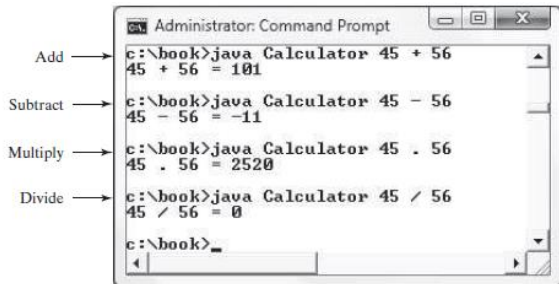 Administrator: Command Prompt
Add
c:\book>java Calculator 45 + 56
45 + 56 = 101
Subtract
c:\book>java Calculator 45 - 56
45 - 56 = -11
Multiply
c:\book>java Calculator 45 . 56
45 . 56 = 2520
Divide
c:\book>java Calculator 45 / 56
45 / 56 = 0
c:\book>_